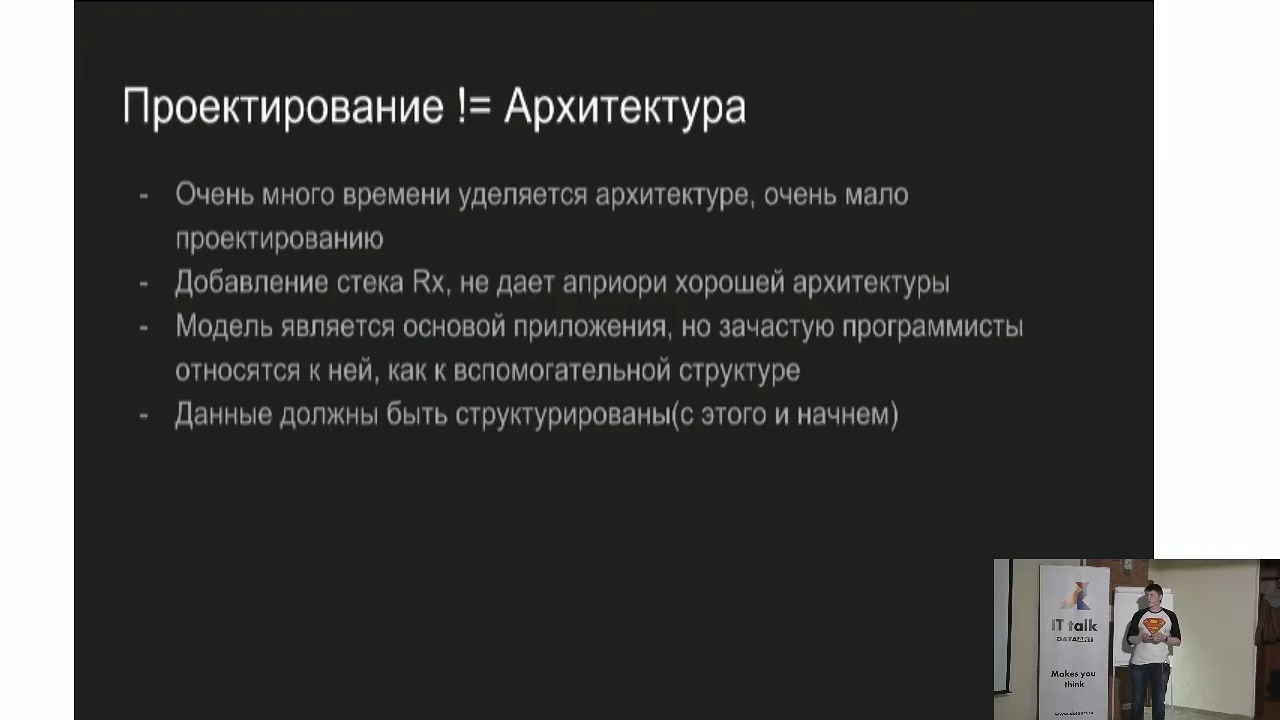 Проектирование != Архитектура
- Очень много времени уделяется архитектуре, очень мало
проектированию
- Добавление стека Rx, не дает априори хорошей архитектуры
- Модель является основой приложения, но зачастую программисты
относятся к ней, как к вспомогательной структуре
- Данные должны быть структурированы(с этого и начнем)
IT talk
DATAART
Makes you
think